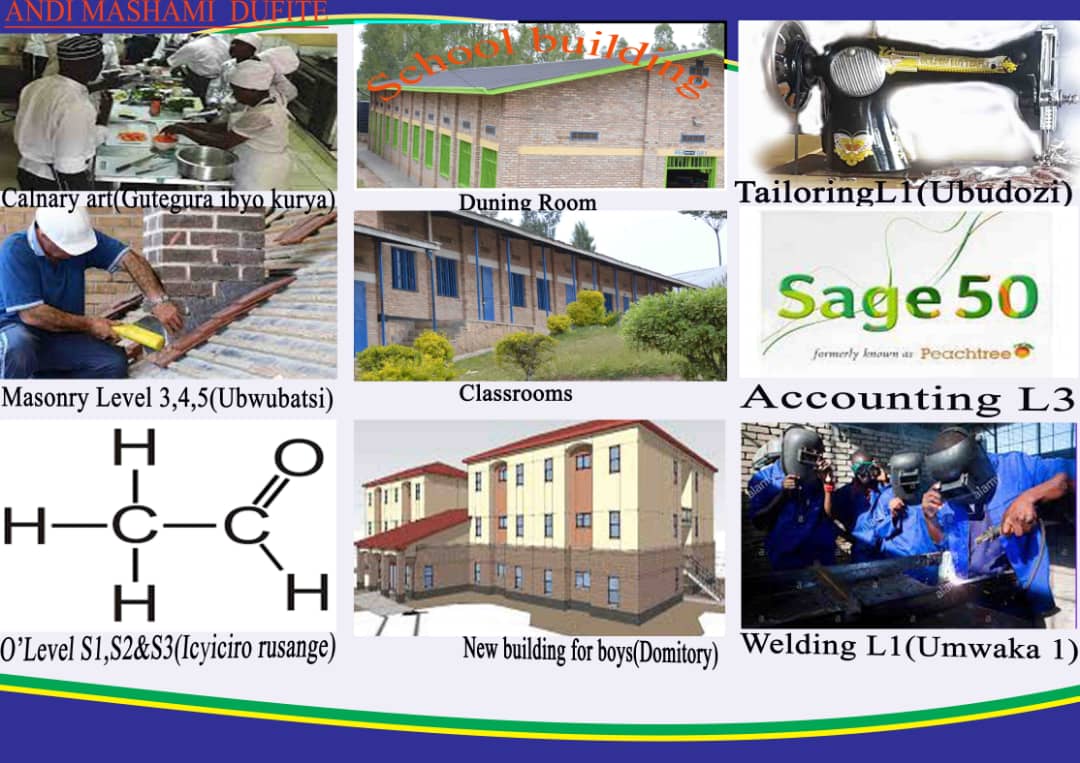 ANDI MASHAMI DUFITE
School building
Calnary art(Gutegura ibyo kurya)
Duning Room
TailoringL1(Ubudozi)
Masonry Level 3,4,5(Ubwubatsi)
Classrooms
Sage 50
formerly known as Peachtree
Accounting L3
H
O
H C C
H H
O'Level S1,S2&S3(Icyiciro rusange)
New building for boys(Domitory)
alamy
Welding L1(Umwaka 1)